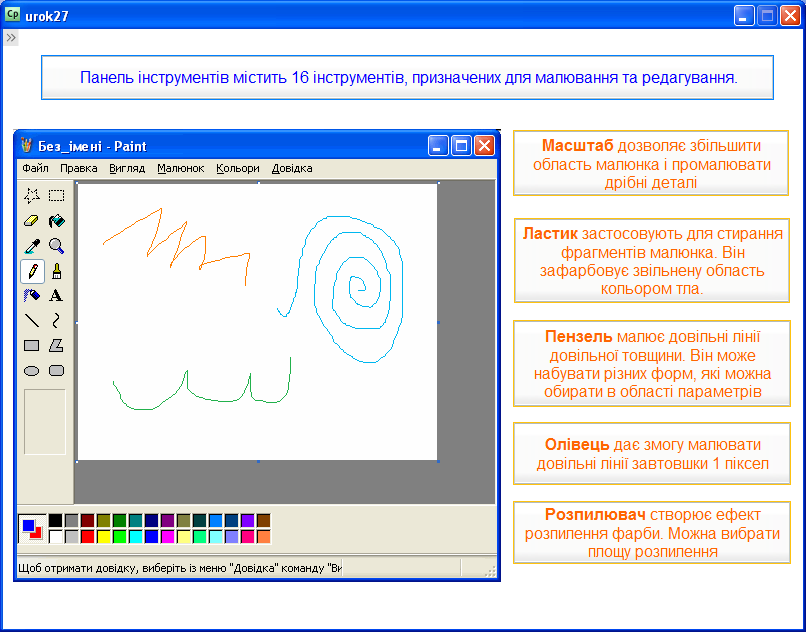 urok27
Панель інструментів містить 16 інструментів, призначених для малювання та редагування.
Без_імені - Paint
Файл Правка Вигляд Малюнок Кольори Довідка
Щоб отримати довідку, виберіть із меню "Довідка" команду "Ви
Масштаб дозволяє збільшити
область малюнка і промалювати
дрібні деталі
Ластик застосовують для стирання
фрагментів малюнка. Він
зафарбовує звільнену область
кольором тла.
Пензель малює довільні лінії
довільної товщини. Він може
набувати різних форм, які можна
обирати в області параметрів
Олівець дає змогу малювати
довільні лінії завтовшки 1 піксел
Розпилювач створює ефект
розпилення фарби. Можна вибрати
площу розпилення